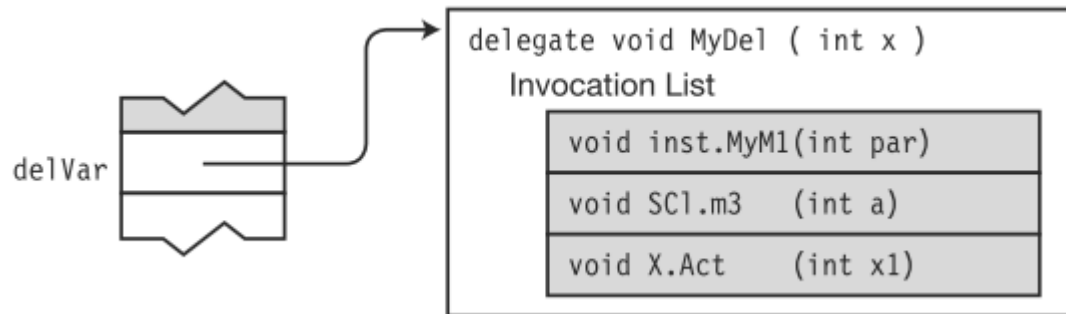 delegate void MyDel ( int x )
Invocation List
void inst.MyM1(int par)
delVar
void SCl.m3 (int a)
void X.Act (int x1)